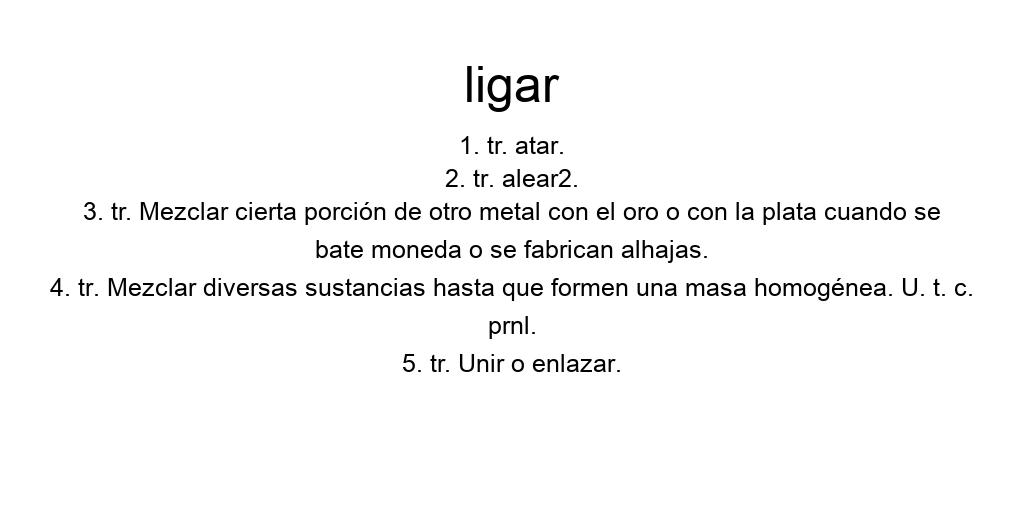 ligar
1. tr. atar.
2. tr. alear2.
3. tr. Mezclar cierta porción de otro metal con el oro o con la plata cuando se
bate moneda o se fabrican alhajas.
4. tr. Mezclar diversas sustancias hasta que formen una masa homogénea. U. t. c.
prnl.
5. tr. Unir o enlazar.